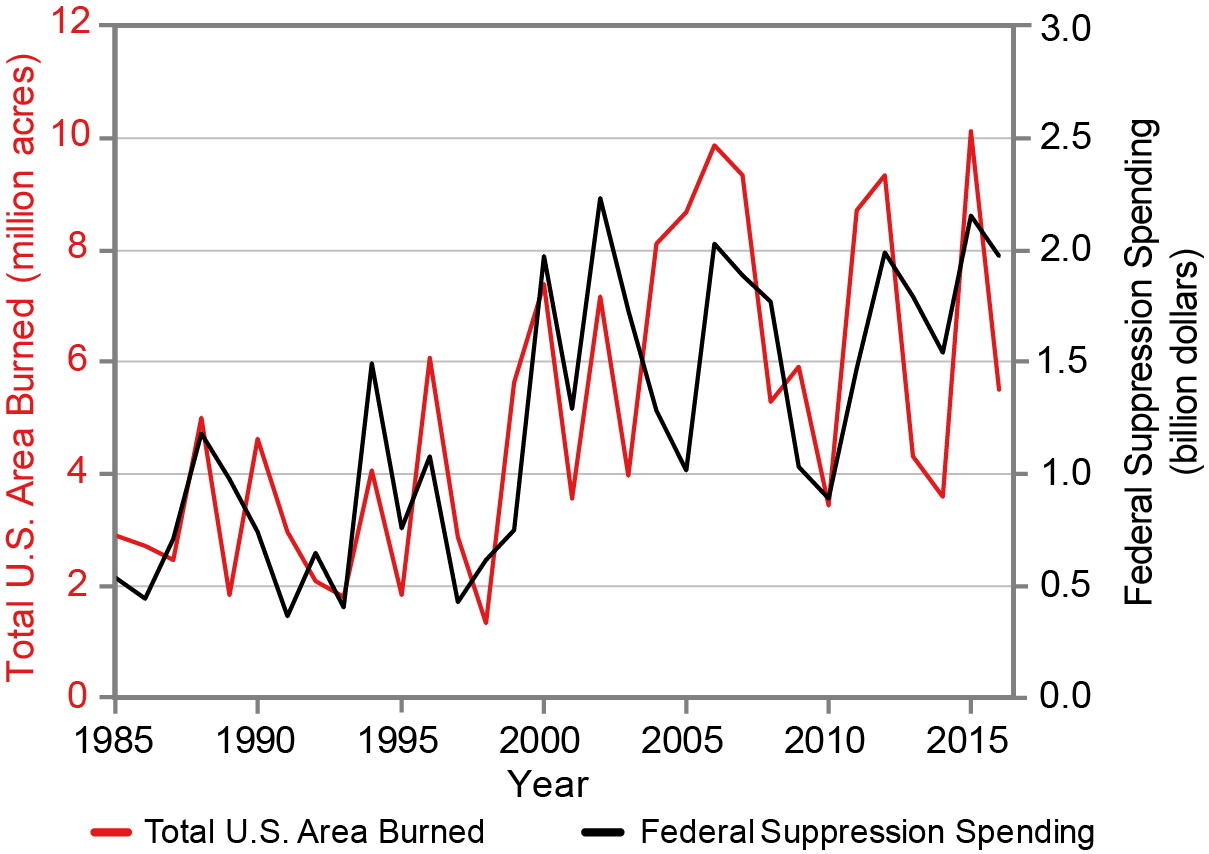 Total U.S. Area Burned (million acres)
12
10
8
6
4
2
0
3.0
2.5
2.0
1.5
1.0
0.5
0.0
Federal Suppression Spending
(billion dollars)
1985 1990 1995 2000 2005 2010 2015
Year
Total U.S. Area Burned Federal Suppression Spending